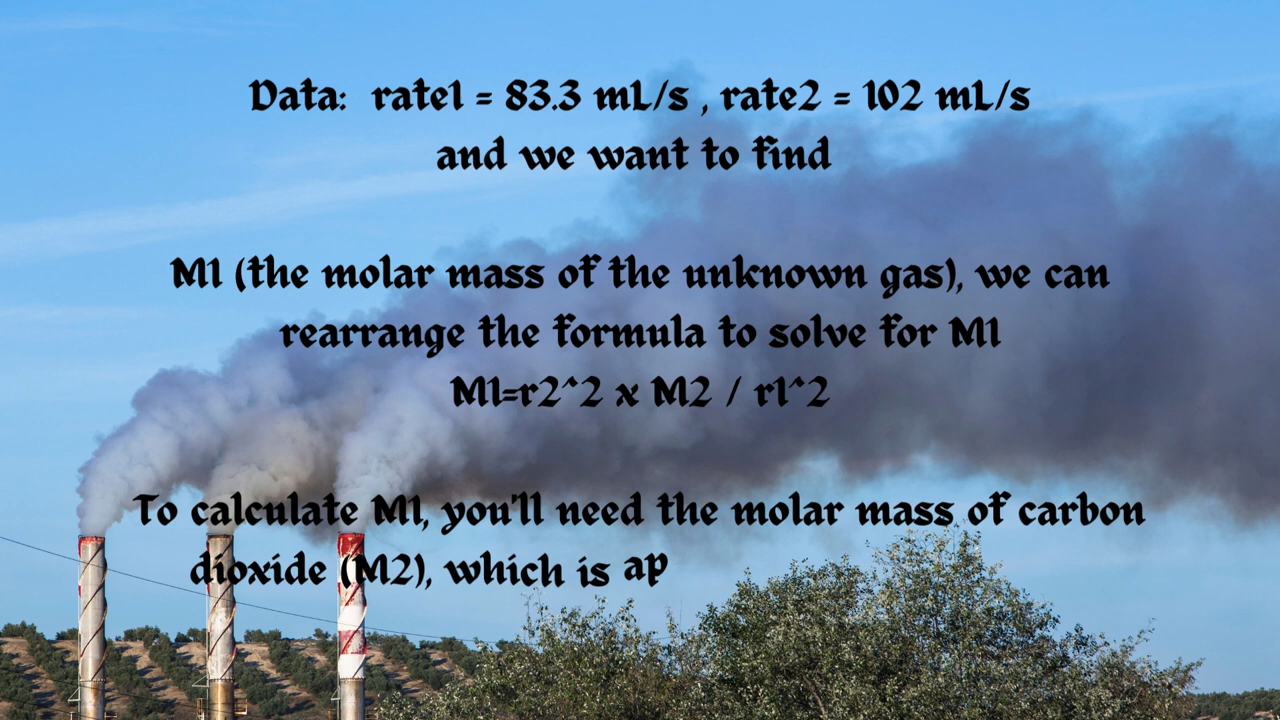 Data:  rate1 = 83.3 mL/s , rate2 = 102 mL/s
and we want to find
M1 (the molar mass of the unknown gas), we can
rearrange the formula to solve for M1
M1=r2^2 x M2 / r1^2
To calculate M1, you'll need the molar mass of carbon
dioxide (M2), which is ap